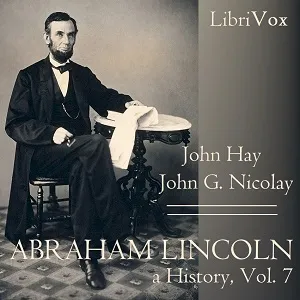 LibriVox
John Hay
John G. Nicolay
ABRAHAM LINCOLN
a History, Vol. 7